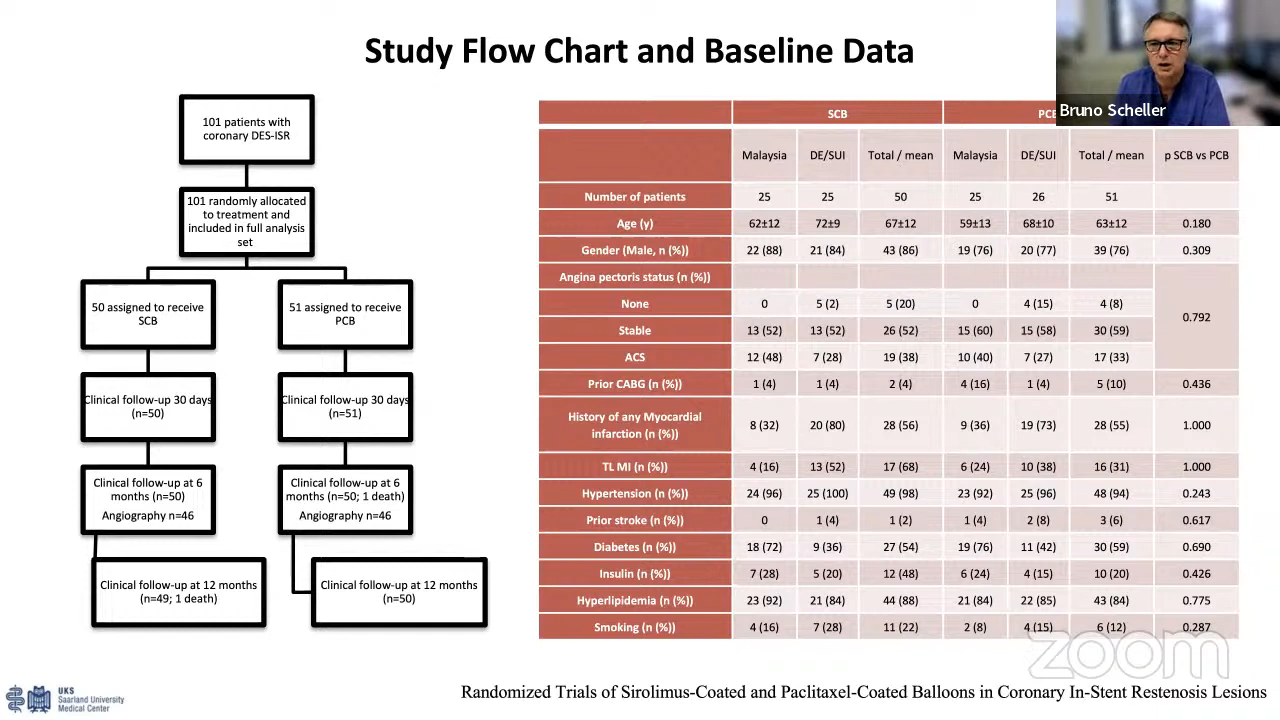 Study Flow Chart and Baseline Data
Bruno Scheller
101 patients with
coronary DES-ISR
101 randomly allocated
to treatment and
included in full analysis
set
50 assigned to receive
SCB
51 assigned to receive
PCB
Clinical follow-up 30 days
(n=50)
Clinical follow-up 30 days
(n=51)
Clinical follow-up at 6
months (n=50)
Angiography n=46
Clinical follow-up at 6
months (n=50; 1 death)
Angiography n=46
Clinical follow-up at 12 months
(n=49; 1 death)
Clinical follow-up at 12 months
(n=50)
SCB PCB
Malaysia DE/SUI Total / mean Malaysia DE/SUI Total / mean p SCB vs PCB
Number of patients 25 25 50 25 26 51
Age (y) 62±12 72±9 67±12 59±13 68±10 63±12 0.180
Gender (Male, n (%)) 22 (88) 21 (84) 43 (86) 19 (76) 20 (77) 39 (76) 0.309
Angina pectoris status (n (%))
None 0 5 (2) 5 (20) 0 4 (15) 4 (8)
0.792
Stable 13 (52) 13 (52) 26 (52) 15 (60) 15 (58) 30 (59)
ACS 12 (48) 7 (28) 19 (38) 10 (40) 7 (27) 17 (33)
Prior CABG (n (%)) 1 (4) 1 (4) 2 (4) 4 (16) 1 (4) 5 (10) 0.436
History of any Myocardial
infarction (n (%)) 8 (32) 20 (80) 28 (56) 9 (36) 19 (73) 28 (55) 1.000
TL MI (n (%)) 4 (16) 13 (52) 17 (68) 6 (24) 10 (38) 16 (31) 1.000
Hypertension (n (%)) 24 (96) 25 (100) 49 (98) 23 (92) 25 (96) 48 (94) 0.243
Prior stroke (n (%)) 0 1 (4) 1 (2) 1 (4) 2 (8) 3 (6) 0.617
Diabetes (n (%)) 18 (72) 9 (36) 27 (54) 19 (76) 11 (42) 30 (59) 0.690
Insulin (n (%)) 7 (28) 5 (20) 12 (48) 6 (24) 4 (15) 10 (20) 0.426
Hyperlipidemia (n (%)) 23 (92) 21 (84) 44 (88) 21 (84) 22 (85) 43 (84) 0.775
Smoking (n (%)) 4 (16) 7 (28) 11 (22) 2 (8) 4 (15) 6 (12) 0.287
zoom
UKS
Saarland University
Medical Center
Randomized Trials of Sirolimus-Coated and Paclitaxel-Coated Balloons in Coronary In-Stent Restenosis Lesions